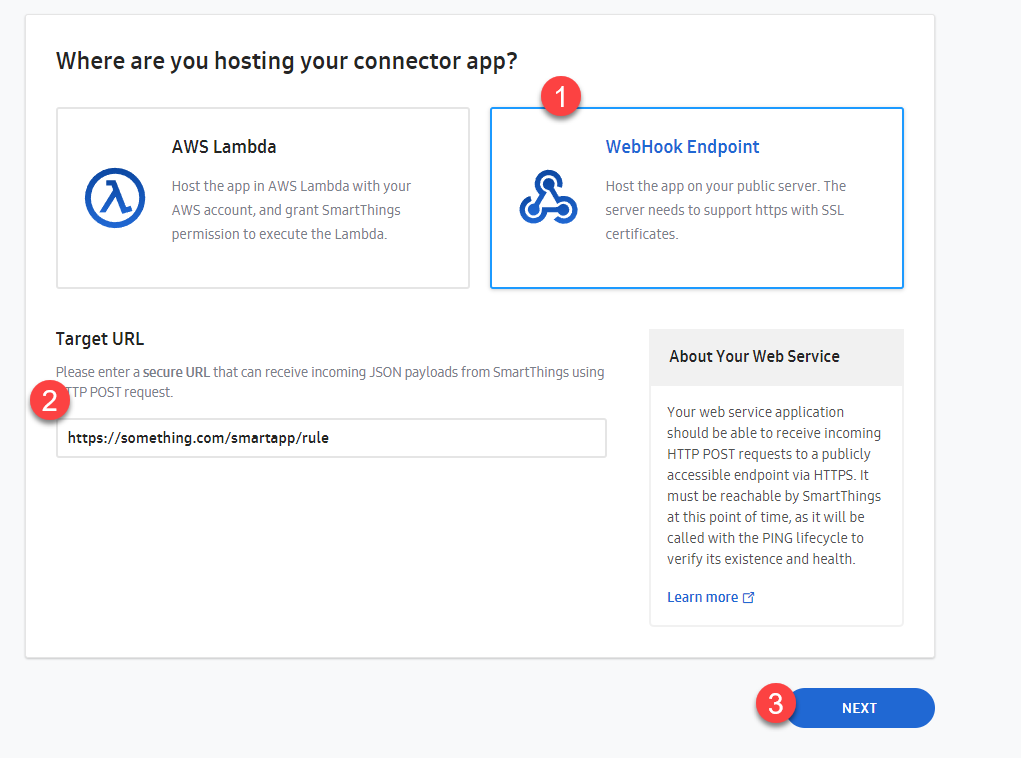 Where are you hosting your connector app?
1
AWS Lambda
Host the app in AWS Lambda with your
AWS account, and grant SmartThings
permission to execute the Lambda.
WebHook Endpoint
Host the app on your public server. The
server needs to support https with SSL
certificates.
Target URL
Please enter a secure URL that can receive incoming JSON payloads from SmartThings using
TP POST request.
2
https://something.com/smartapp/rule
About Your Web Service
Your web service application
should be able to receive incoming
HTTP POST requests to a publicly
accessible endpoint via HTTPS. It
must be reachable by SmartThings
at this point of time, as it will be
called with the PING lifecycle to
verify its existence and health.
Learn more
3
NEXT